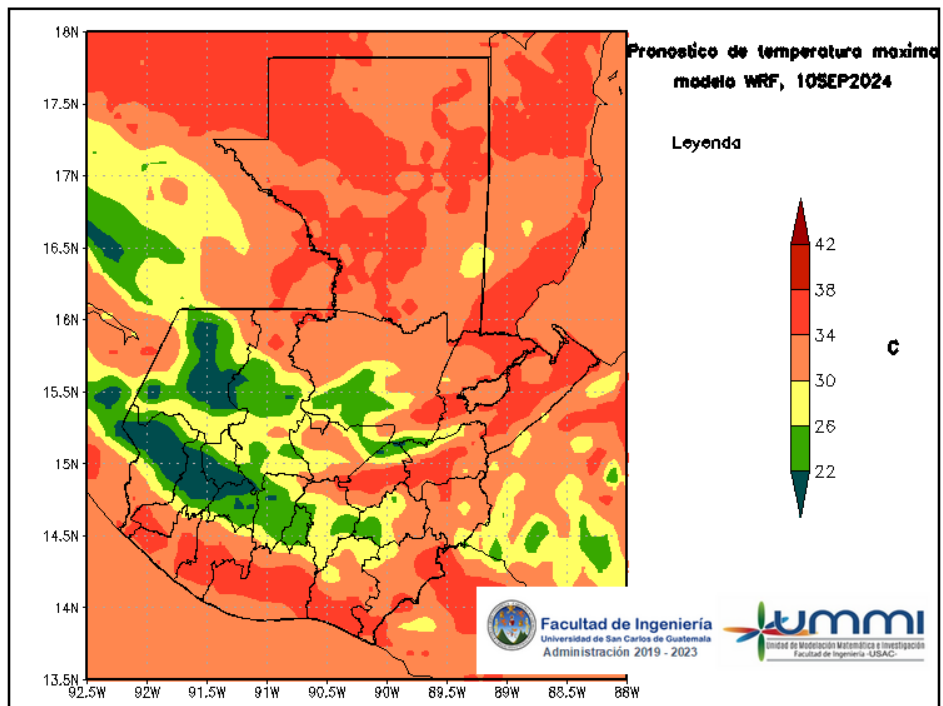 Pronostico de temperatura maxima
modelo WRF, 10SEP2024
Leyenda
18N
17.5N
17N
16.5N
16N
15.5N
15N
14.5N
14N
13.5N
92.5W 92W 91.5W 91W 90.5W 90W 89.5W 89W 88.5W 88W
42
38
34
30
26
22
C
Facultad de Ingeniería
Universidad de San Carlos de Guatemala
Administración 2019 - 2023
UMMI
Unidad de Modelación Matemática e Investigación
Facultad de Ingeniería -USAC-